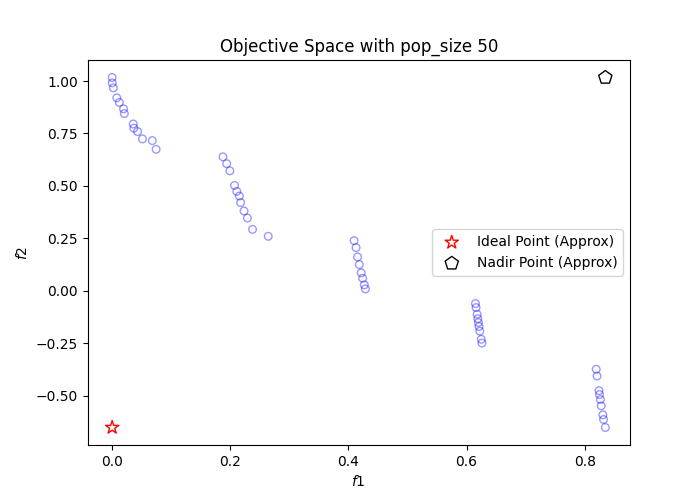 Objective Space with pop_size 50
1.00
0.75
0.50
0.25
0.00
−0.25
−0.50
f2
Ideal Point (Approx)
Nadir Point (Approx)
0.0 0.2 0.4 0.6 0.8
f1